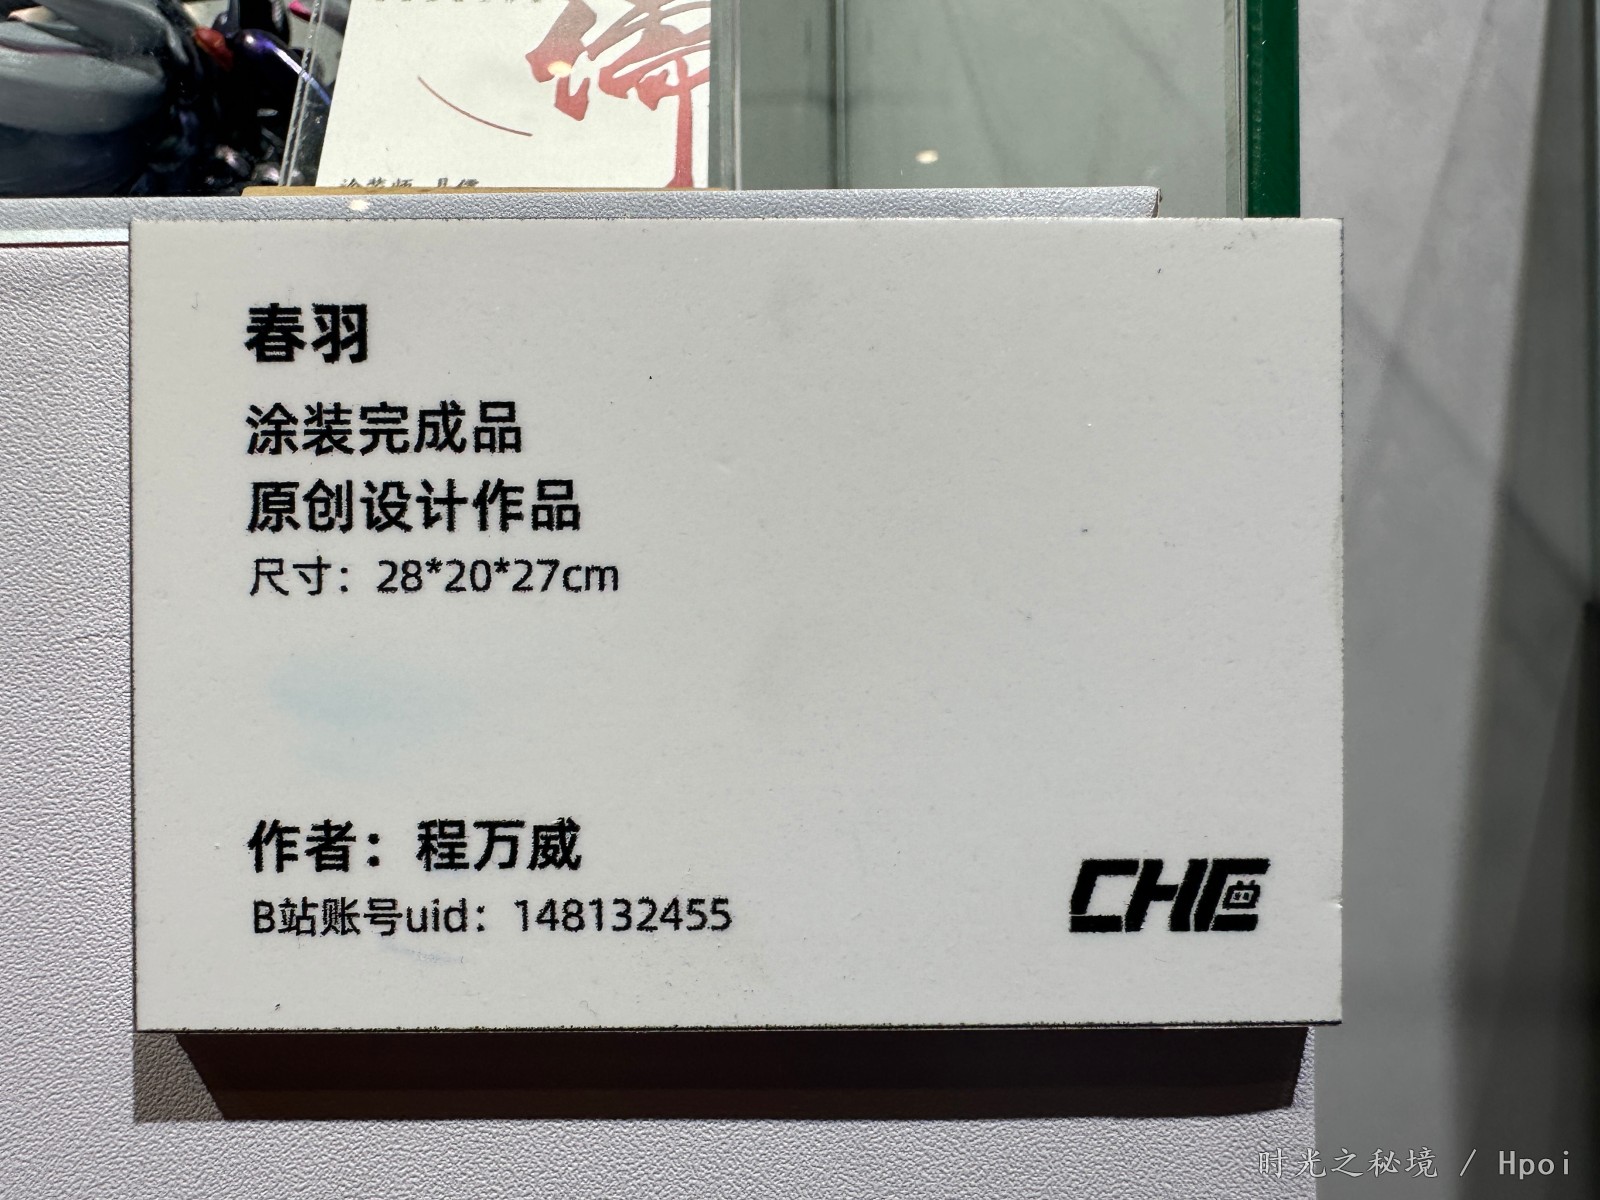 春羽
涂装完成品
原创设计作品
尺寸：28*20*27cm
作者：程万威
B站账号uid：148132455
CHE
时光之秘境 / Hpoi